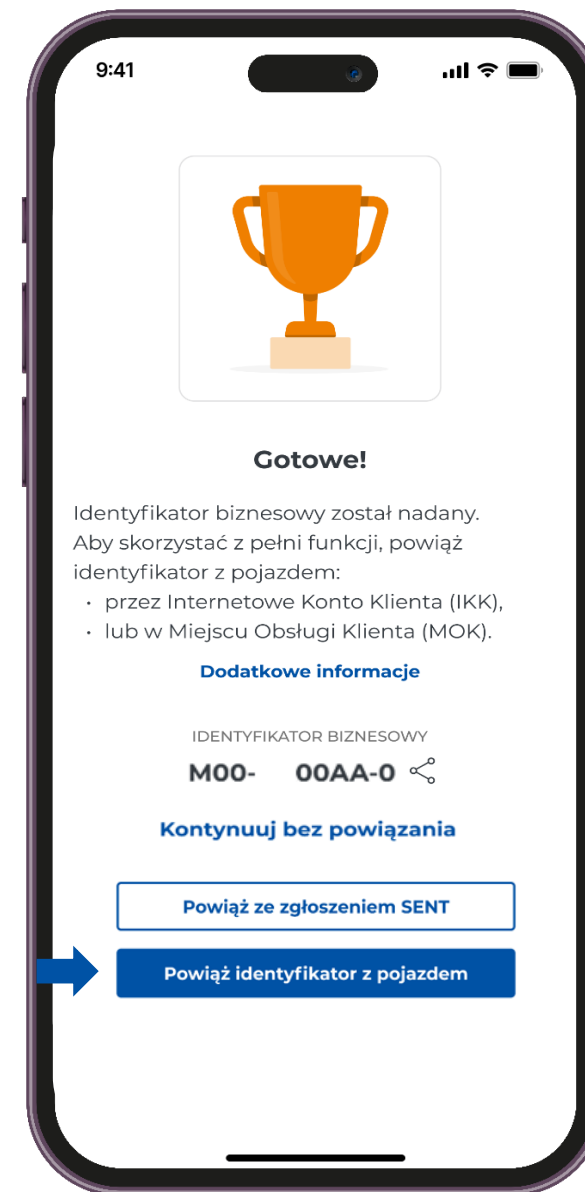 9:41
Gotowe!
Identyfikator biznesowy został nadany.
Aby skorzystać z pełni funkcji, powiąż
identyfikator z pojazdem:
• przez Internetowe Konto Klienta (IKK),
• lub w Miejscu Obsługi Klienta (MOK).
Dodatkowe informacje
IDENTYFIKATOR BIZNESOWY
M00- 00AA-0
Kontynuuj bez powiązania
Powiąż ze zgłoszeniem SENT
Powiąż identyfikator z pojazdem